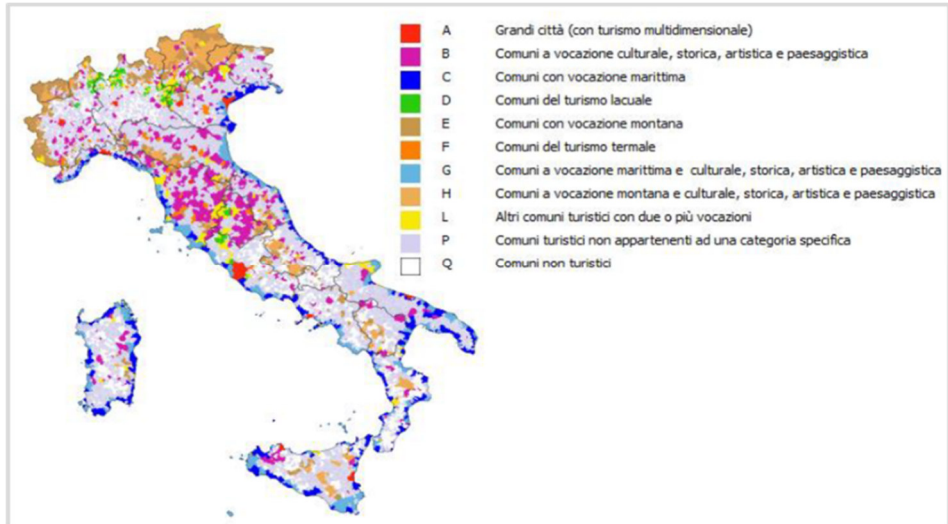 A Grandi città (con turismo multidimensionale)
B Comuni a vocazione culturale, storica, artistica e paesaggistica
C Comuni con vocazione marittima
D Comuni del turismo lacuale
E Comuni con vocazione montana
F Comuni del turismo termale
G Comuni a vocazione marittima e culturale, storica, artistica e paesaggistica
H Comuni a vocazione montana e culturale, storica, artistica e paesaggistica
L Altri comuni turistici con due o più vocazioni
P Comuni turistici non appartenenti ad una categoria specifica
Q Comuni non turistici